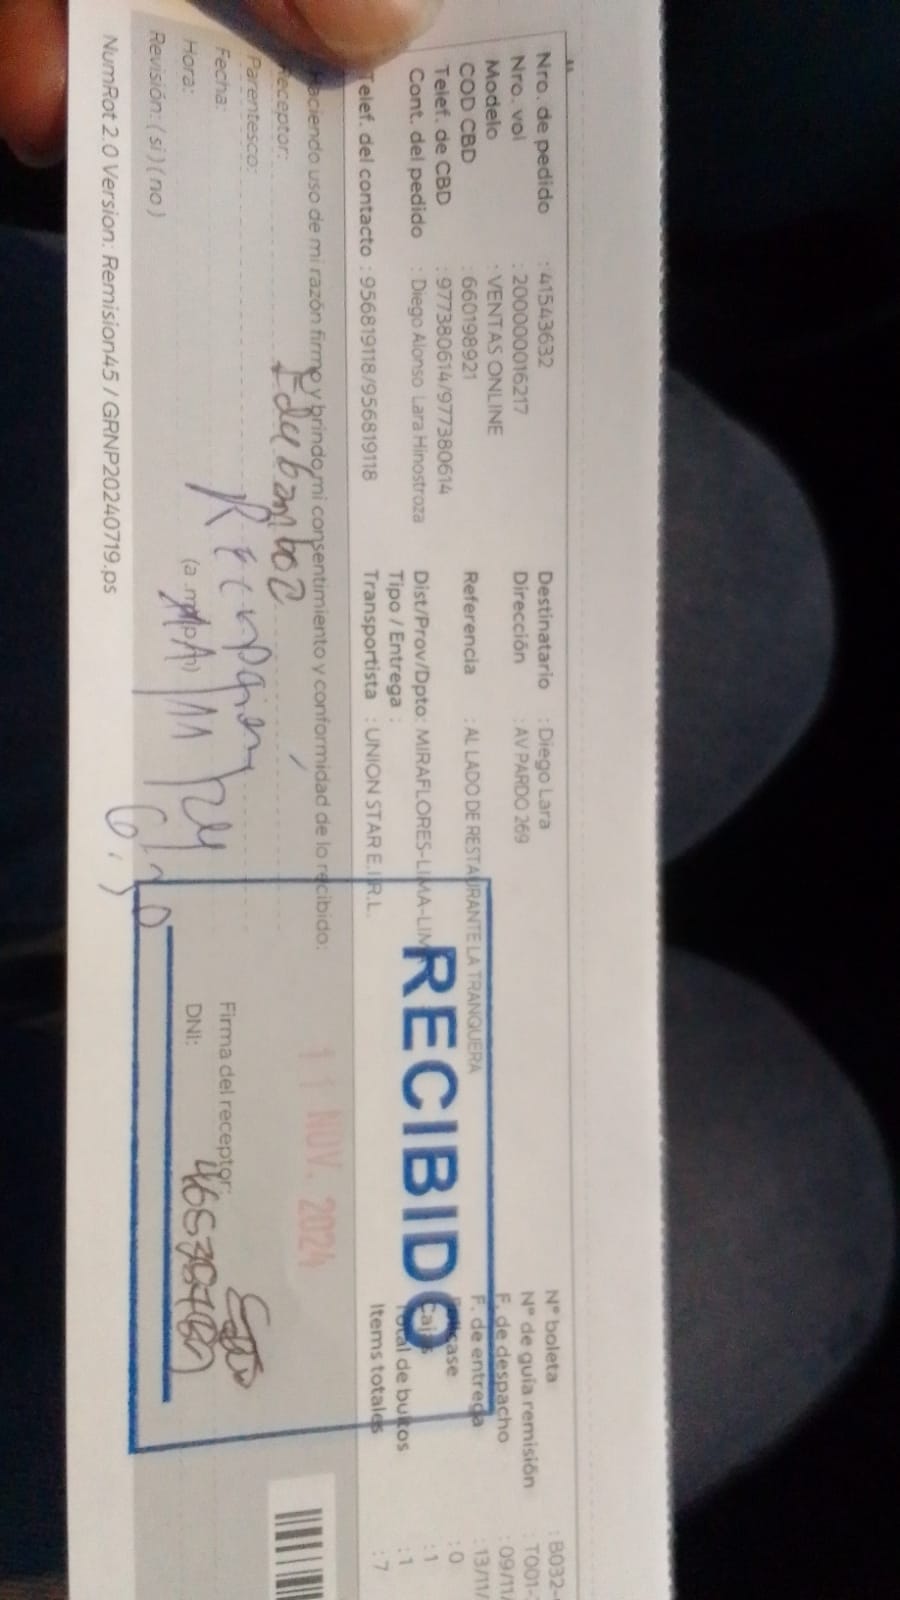 Nro. de pedido : 41543632
Nro. vol : 200000016217
Modelo : VENTAS ONLINE
COD CBD : 660198921
Telef. de CBD : 977380614/977380614
Cont. del pedido : Diego Alonso Lara Hinostroza
Telef. del contacto : 956819118/956819118
Destinatario : Diego Lara
Dirección : AV PARDO 269
Referencia : AL LADO DE RESTAURANTE LA TRANQUERA
Dist/Prov/Dpto: MIRAFLORES-LIMA-LIM
Tipo / Entrega :
Transportista : UNION STAR E.I.R.L.
N° boleta : B032-
N° de guía remisión : T001-
F. de despacho : 09/11/
F. de entrega : 13/11/
: 0
: 1
Total de bultos : 1
Items totales : 7
RECIBIDO
11 NOV. 2024
Haciendo uso de mi razón firmo y brindo mi consentimiento y conformidad de lo recibido:
Receptor:
Parentesco:
Fecha:
Hora: (a .m/p.m)
Revisión: ( si ) ( no )
Firma del receptor:
DNI:
NumRot 2.0 Version: Remision45 / GRNP20240719.ps